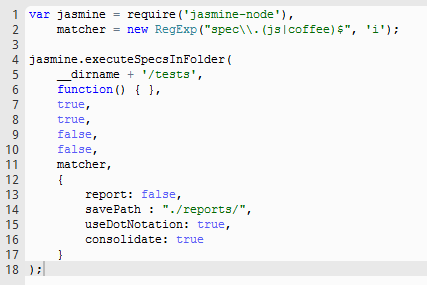 1 var jasmine = require('jasmine-node'),
2     matcher = new RegExp("spec\\.(js|coffee)$", 'i');
3
4 jasmine.executeSpecsInFolder(
5     __dirname + '/tests',
6     function() { },
7     true,
8     true,
9     false,
10     false,
11     matcher,
12     {
13         report: false,
14         savePath : "./reports/",
15         useDotNotation: true,
16         consolidate: true
17     }
18 );